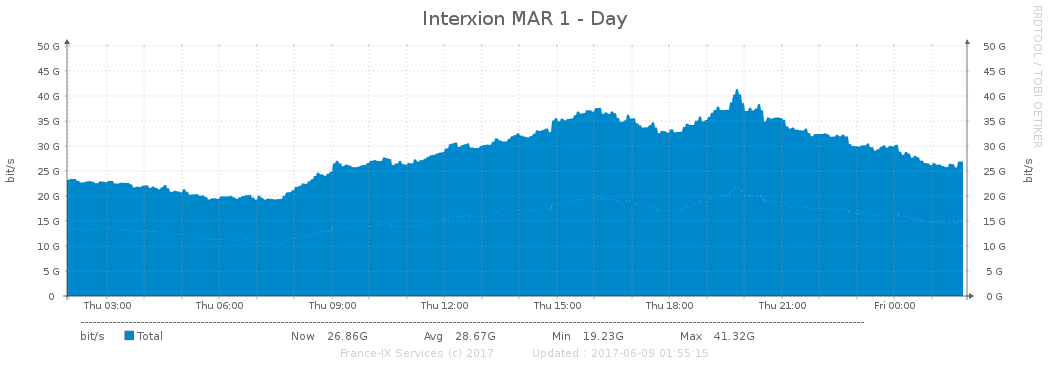 Interxion MAR 1 - Day
RRDTOOL / TOBI OETIKER
bit/s
50 G 50 G
45 G 45 G
40 G 40 G
35 G 35 G
30 G 30 G
25 G 25 G
20 G 20 G
15 G 15 G
10 G 10 G
5 G 5 G
0 0 G
bit/s
Thu 03:00 Thu 06:00 Thu 09:00 Thu 12:00 Thu 15:00 Thu 18:00 Thu 21:00 Fri 00:00
bit/s Total Now 26.86G Avg 28.67G Min 19.23G Max 41.32G
France-IX Services (c) 2017 Updated : 2017-06-09 01:55:15